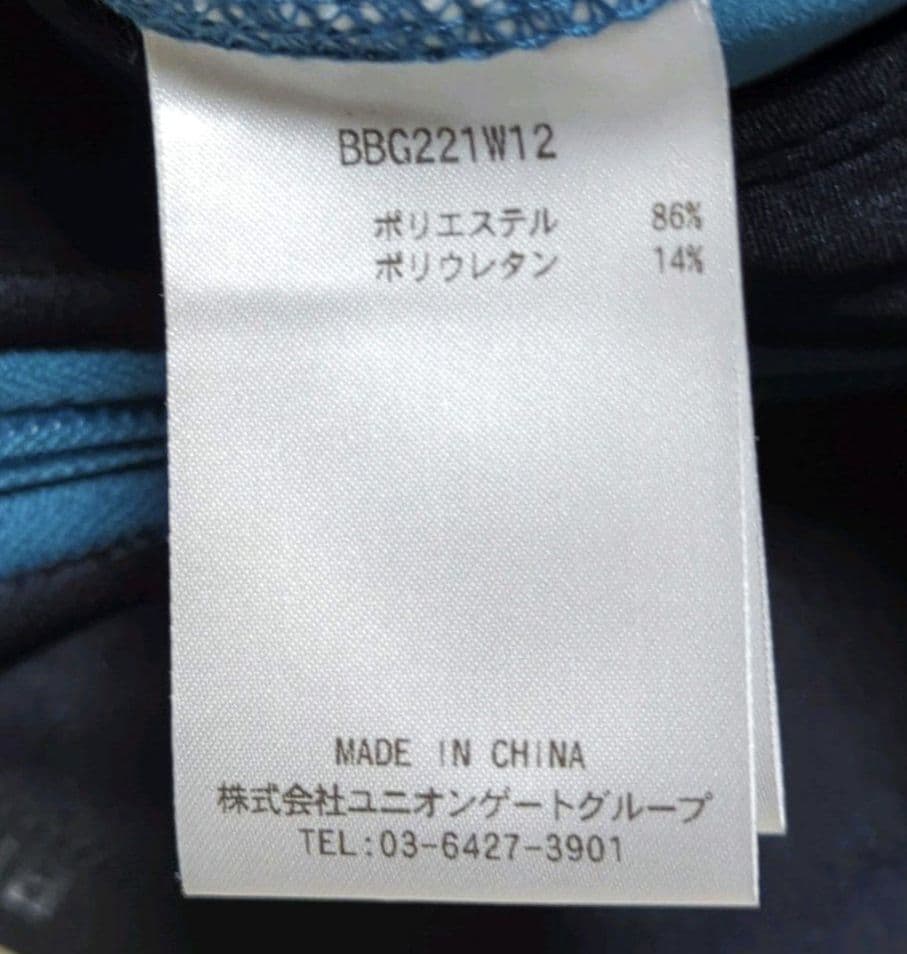 BBG221W12
ポリエステル 86%
ポリウレタン 14%
MADE IN CHINA
株式会社ユニオンゲートグループ
TEL:03-6427-3901